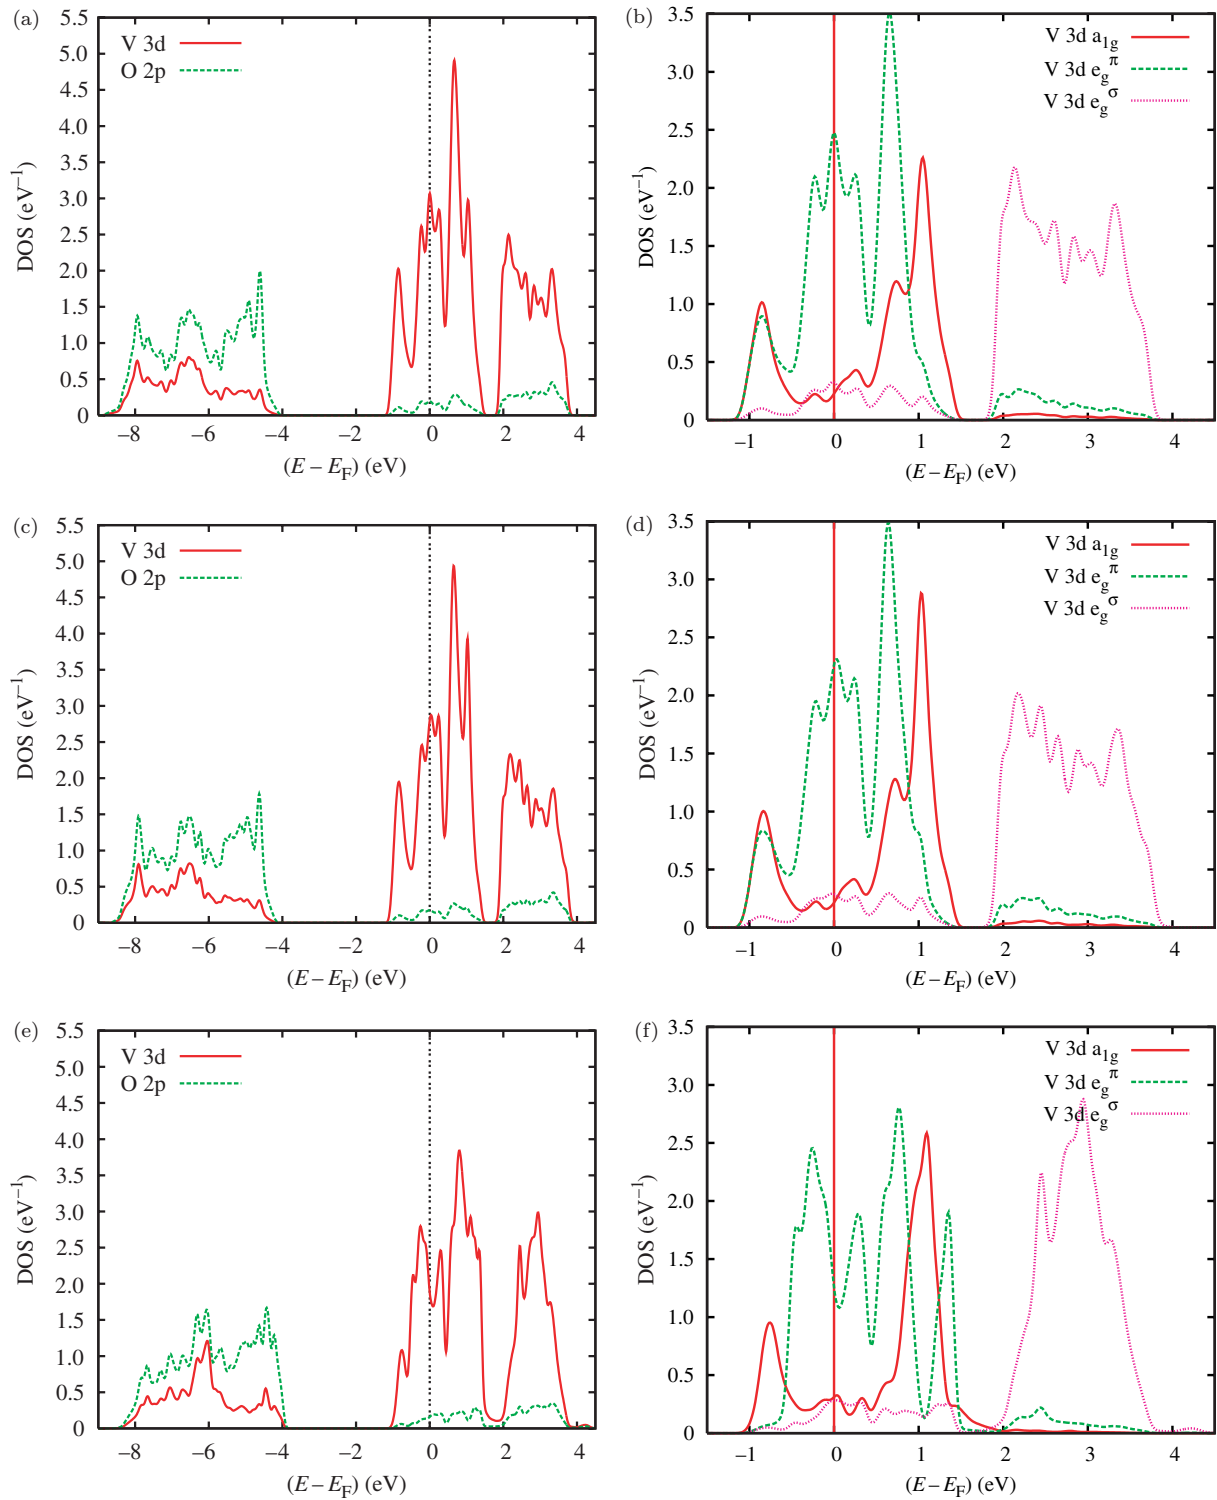 (a)
5.5
5.0
4.5
4.0
3.5
3.0
2.5
2.0
1.5
1.0
0.5
0
DOS (eV⁻¹)
V 3d
O 2p
−8 −6 −4 −2 0 2 4
(E − E_F) (eV)
(b)
3.5
3.0
2.5
2.0
1.5
1.0
0.5
0
DOS (eV⁻¹)
V 3d a_1g
V 3d e_g^π
V 3d e_g^σ
−1 0 1 2 3 4
(E − E_F) (eV)
(c)
5.5
5.0
4.5
4.0
3.5
3.0
2.5
2.0
1.5
1.0
0.5
0
DOS (eV⁻¹)
V 3d
O 2p
−8 −6 −4 −2 0 2 4
(E − E_F) (eV)
(d)
3.5
3.0
2.5
2.0
1.5
1.0
0.5
0
DOS (eV⁻¹)
V 3d a_1g
V 3d e_g^π
V 3d e_g^σ
−1 0 1 2 3 4
(E − E_F) (eV)
(e)
5.5
5.0
4.5
4.0
3.5
3.0
2.5
2.0
1.5
1.0
0.5
0
DOS (eV⁻¹)
V 3d
O 2p
−8 −6 −4 −2 0 2 4
(E − E_F) (eV)
(f)
3.5
3.0
2.5
2.0
1.5
1.0
0.5
0
DOS (eV⁻¹)
V 3d a_1g
V 3d e_g^π
V 3d e_g^σ
−1 0 1 2 3 4
(E − E_F) (eV)